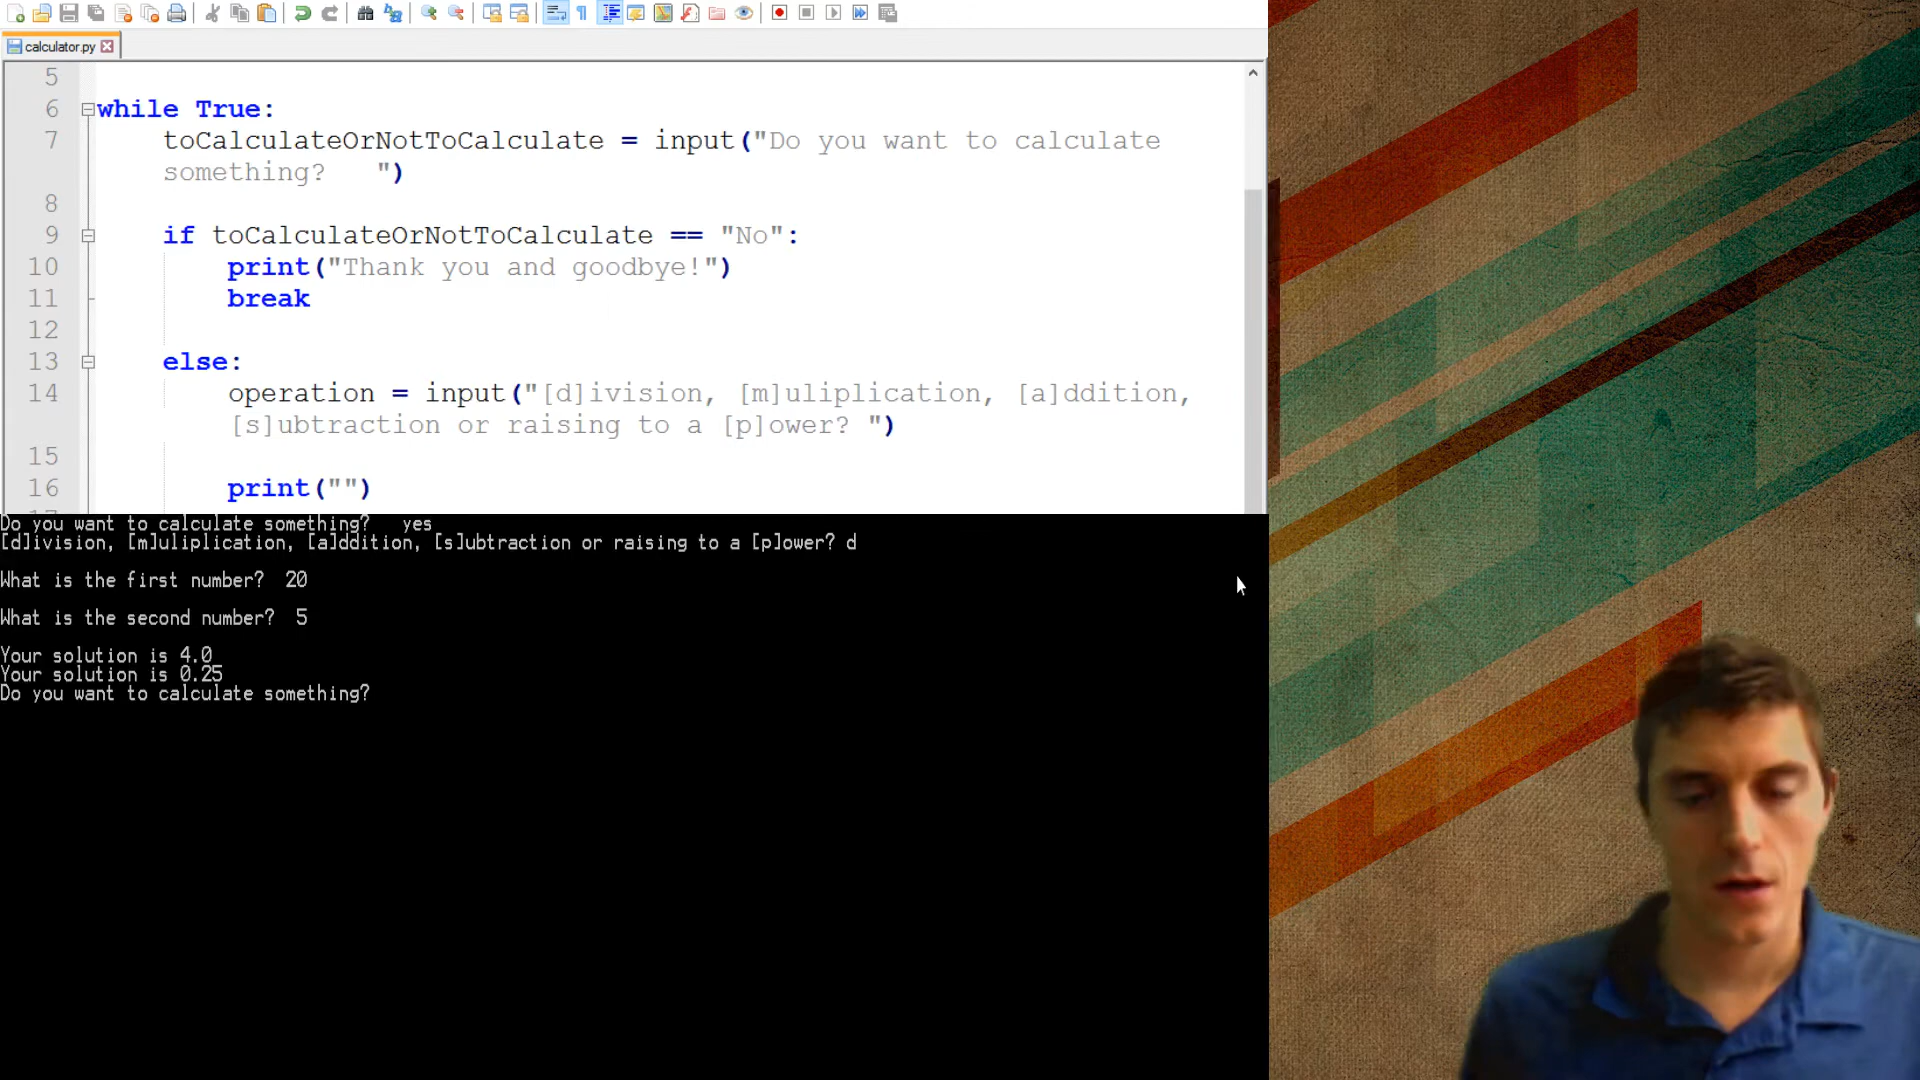 calculator.py
5
6 while True:
7 toCalculateOrNotToCalculate = input("Do you want to calculate
something?   ")
8
9 if toCalculateOrNotToCalculate == "No":
10 print("Thank you and goodbye!")
11 break
12
13 else:
14 operation = input("[d]ivision, [m]uliplication, [a]ddition,
[s]ubtraction or raising to a [p]ower? ")
15
16 print("")
Do you want to calculate something?   yes
[d]ivision, [m]uliplication, [a]ddition, [s]ubtraction or raising to a [p]ower? d
What is the first number?  20
What is the second number?  5
Your solution is 4.0
Your solution is 0.25
Do you want to calculate something?